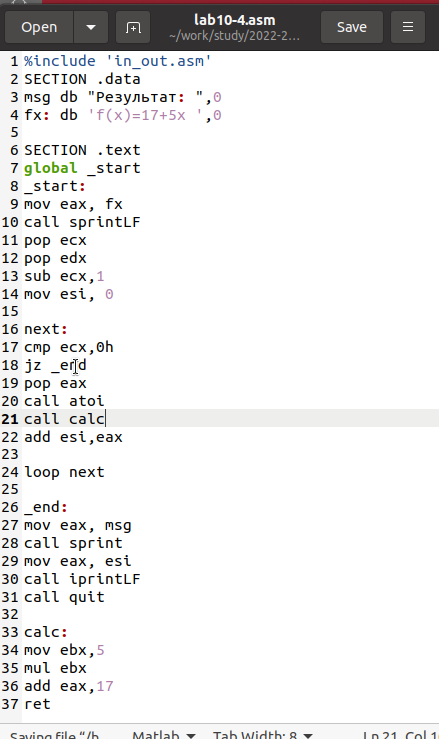 Open lab10-4.asm Save
~/work/study/2022-2...
1 %include 'in_out.asm'
2 SECTION .data
3 msg db "Результат: ",0
4 fx: db 'f(x)=17+5x ',0
5
6 SECTION .text
7 global _start
8 _start:
9 mov eax, fx
10 call sprintLF
11 pop ecx
12 pop edx
13 sub ecx,1
14 mov esi, 0
15
16 next:
17 cmp ecx,0h
18 jz _end
19 pop eax
20 call atoi
21 call calc
22 add esi,eax
23
24 loop next
25
26 _end:
27 mov eax, msg
28 call sprint
29 mov eax, esi
30 call iprintLF
31 call quit
32
33 calc:
34 mov ebx,5
35 mul ebx
36 add eax,17
37 ret
Saving file “/h Matlab Tab Width: 8 Ln 21, Col 1